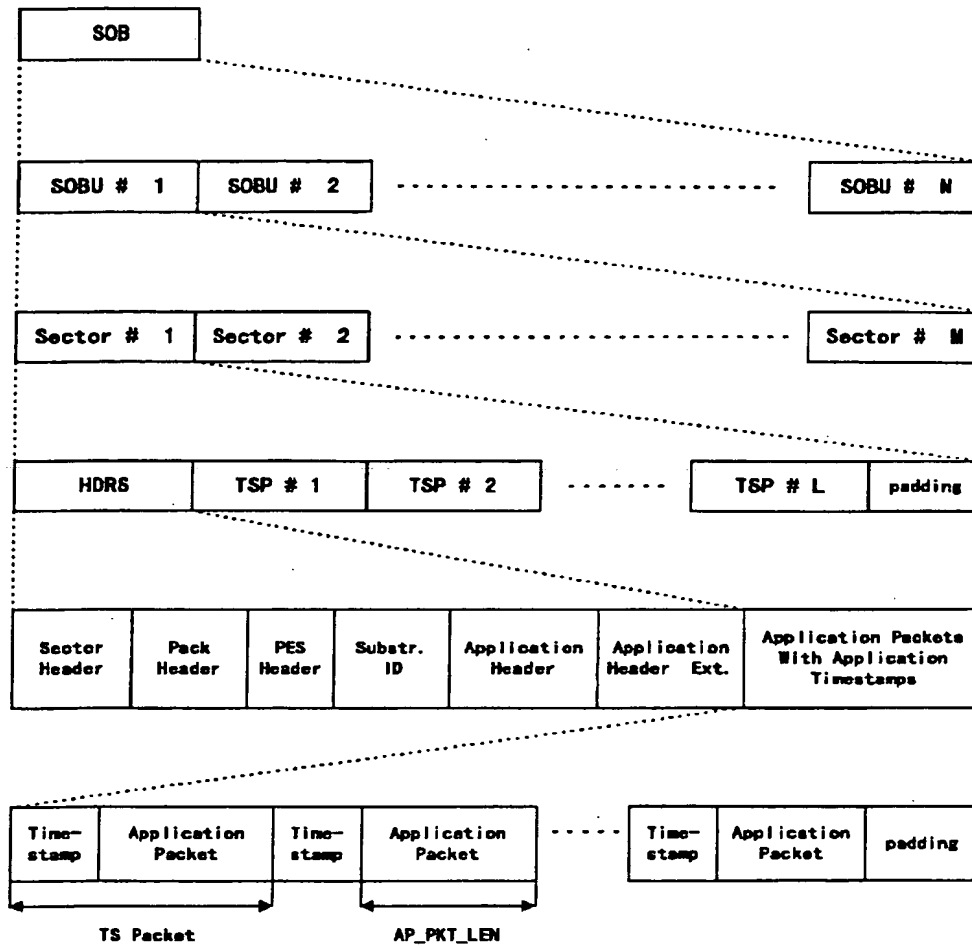 SOB
SOBU # 1 SOBU # 2 SOBU # N
Sector # 1 Sector # 2 Sector # M
HDRS TSP # 1 TSP # 2 TSP # L padding
Sector Header
Pack Header
PES Header
Substr. ID
Application Header
Application Header Ext.
Application Packets
With Application
Timestamps
Time-
stamp
Application
Packet
Time-
stamp
Application
Packet
Time-
stamp
Application
Packet
padding
TS Packet
AP_PKT_LEN